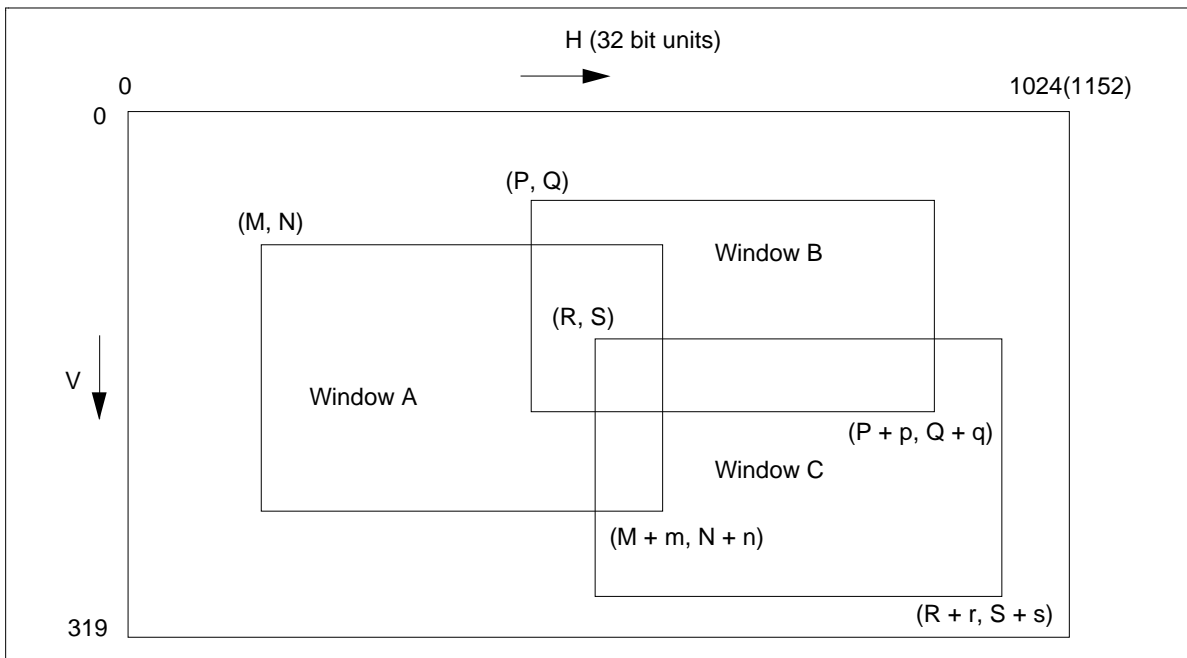 H (32 bit units)
0
1024(1152)
0
(P, Q)
(M, N)
Window B
(R, S)
V
Window A
(P + p, Q + q)
Window C
(M + m, N + n)
(R + r, S + s)
319